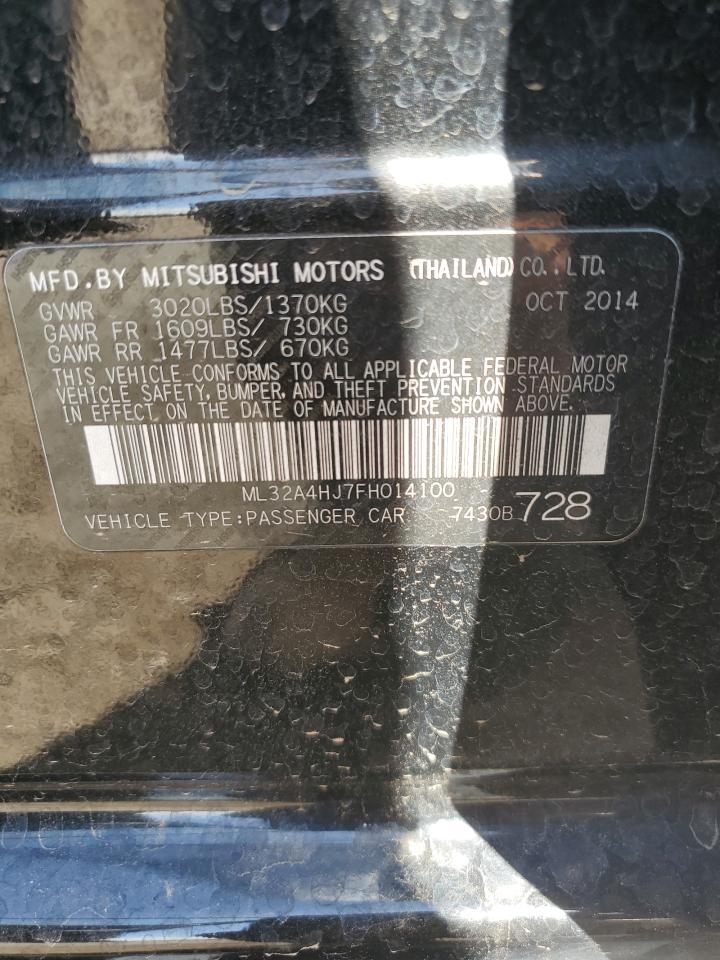 MFD.BY MITSUBISHI MOTORS (THAILAND) CO., LTD.
GVWR 3020LBS/1370KG OCT 2014
GAWR FR 1609LBS/ 730KG
GAWR RR 1477LBS/ 670KG
THIS VEHICLE CONFORMS TO ALL APPLICABLE FEDERAL MOTOR
VEHICLE SAFETY, BUMPER, AND THEFT PREVENTION STANDARDS
IN EFFECT ON THE DATE OF MANUFACTURE SHOWN ABOVE.
ML32A4HJ7FH014100
VEHICLE TYPE:PASSENGER CAR 7430B 728